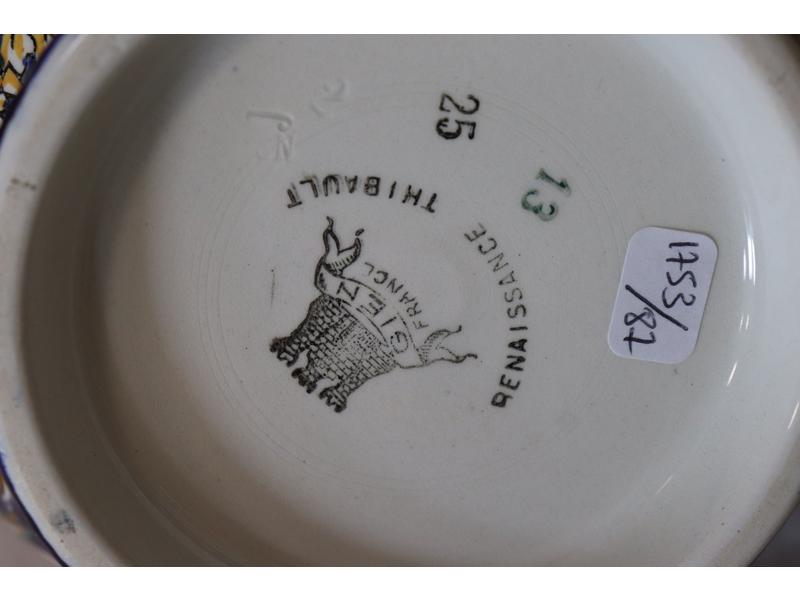 25
13
RENAISSANCE THIBAULT
GIEN
FRANCE
1753/87